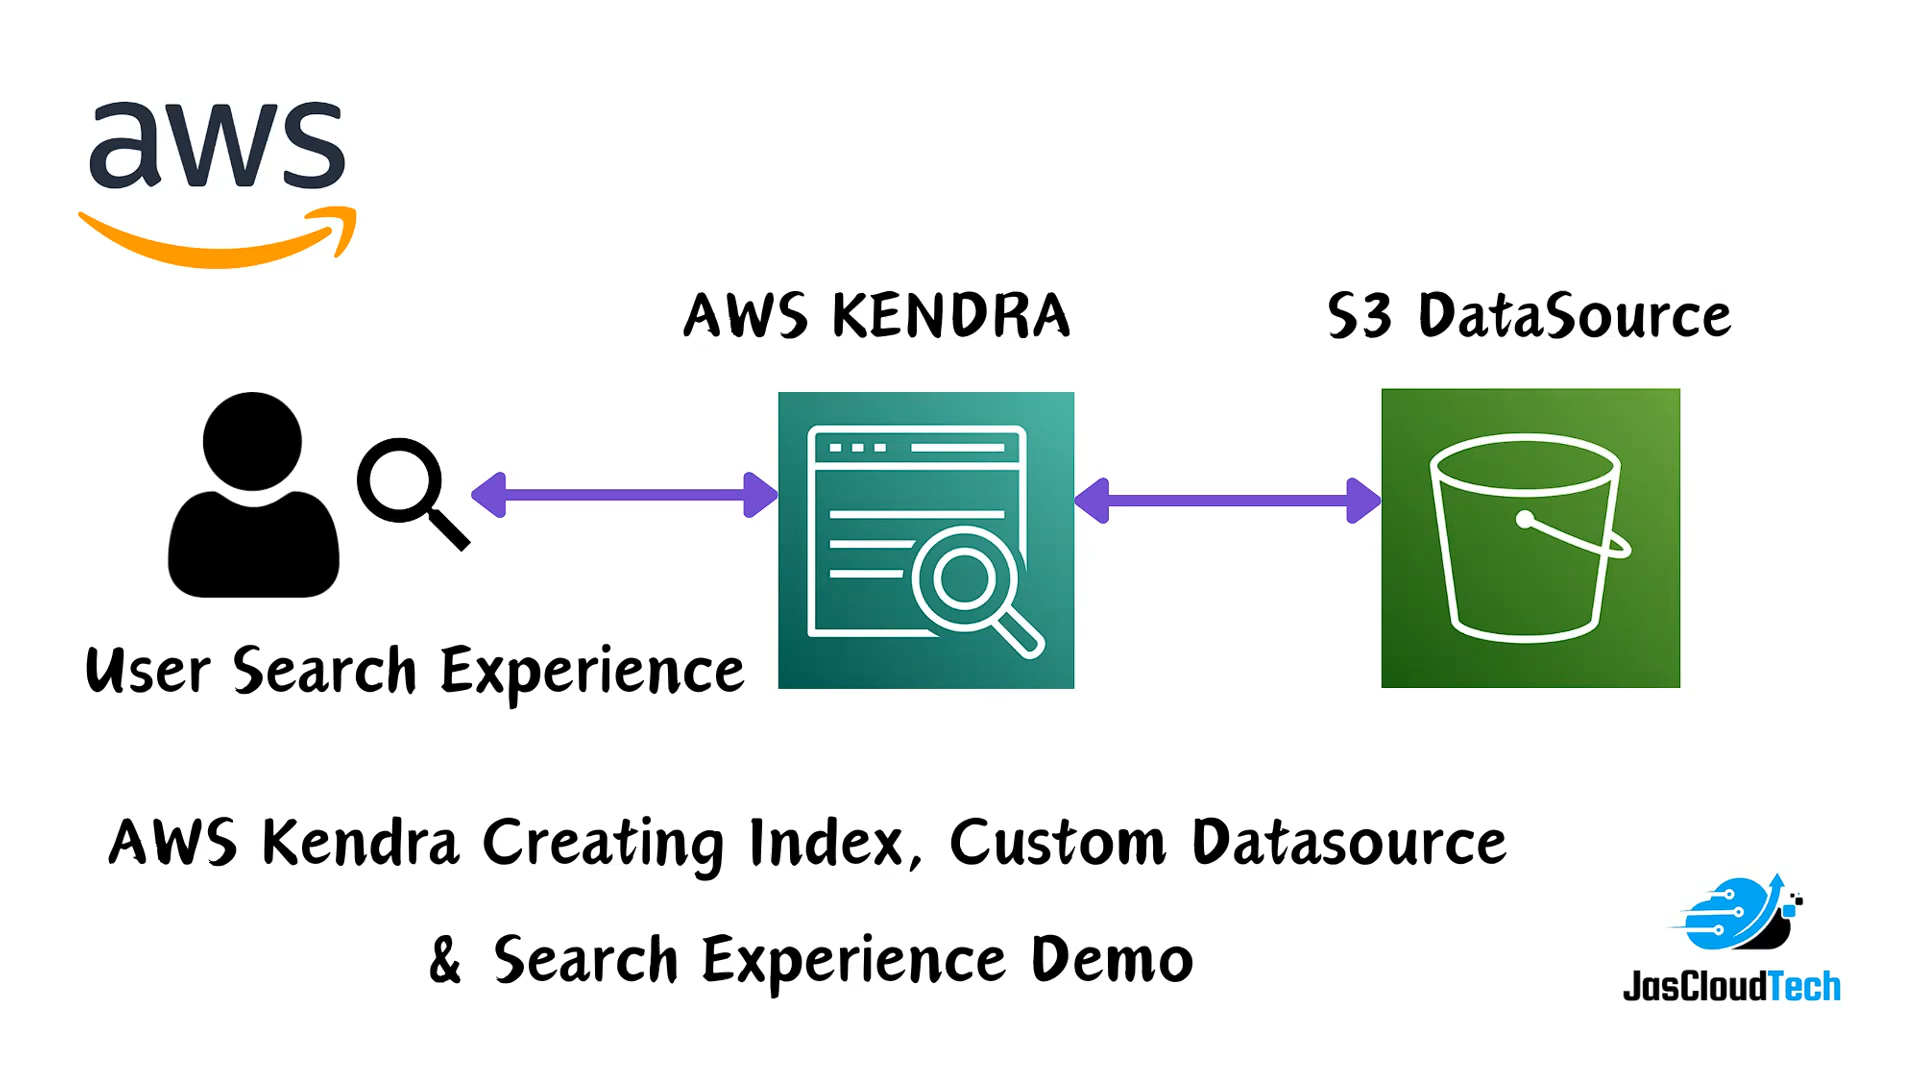 aws
AWS KENDRA
S3 DataSource
User Search Experience
AWS Kendra Creating Index, Custom Datasource
& Search Experience Demo
JasCloudTech